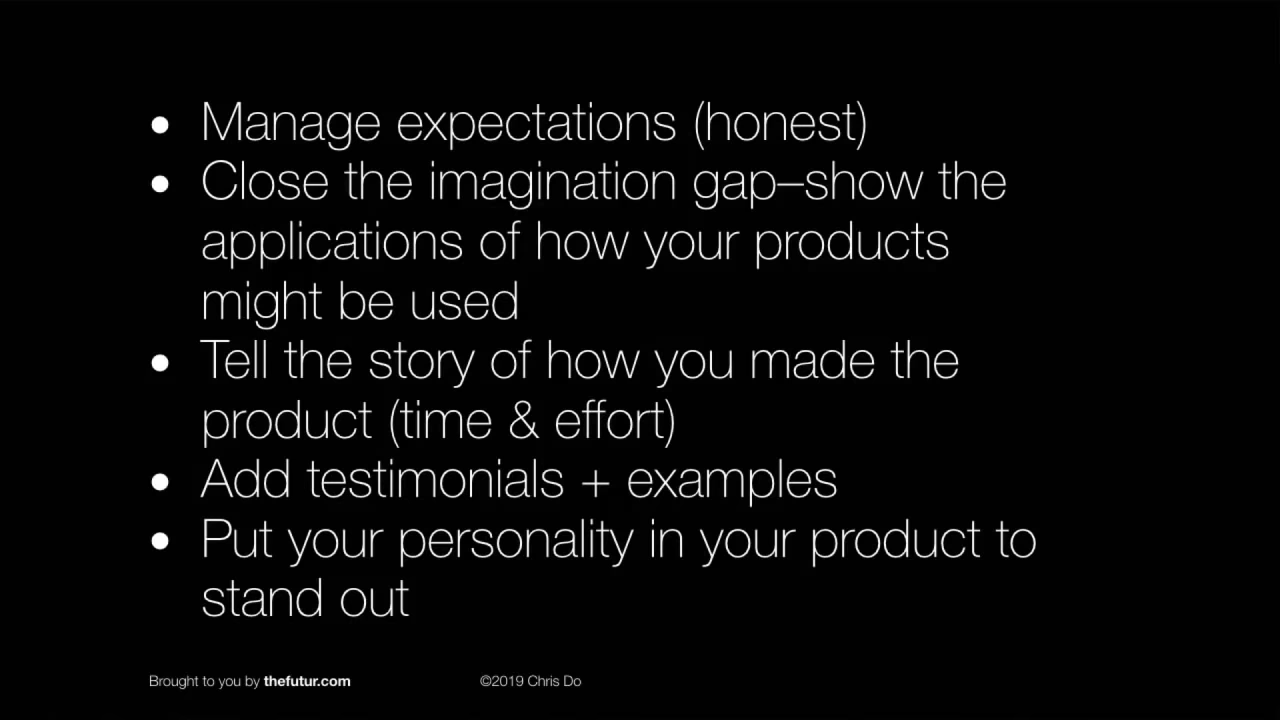 • Manage expectations (honest)
• Close the imagination gap–show the
applications of how your products
might be used
• Tell the story of how you made the
product (time & effort)
• Add testimonials + examples
• Put your personality in your product to
stand out
Brought to you by thefutur.com ©2019 Chris Do